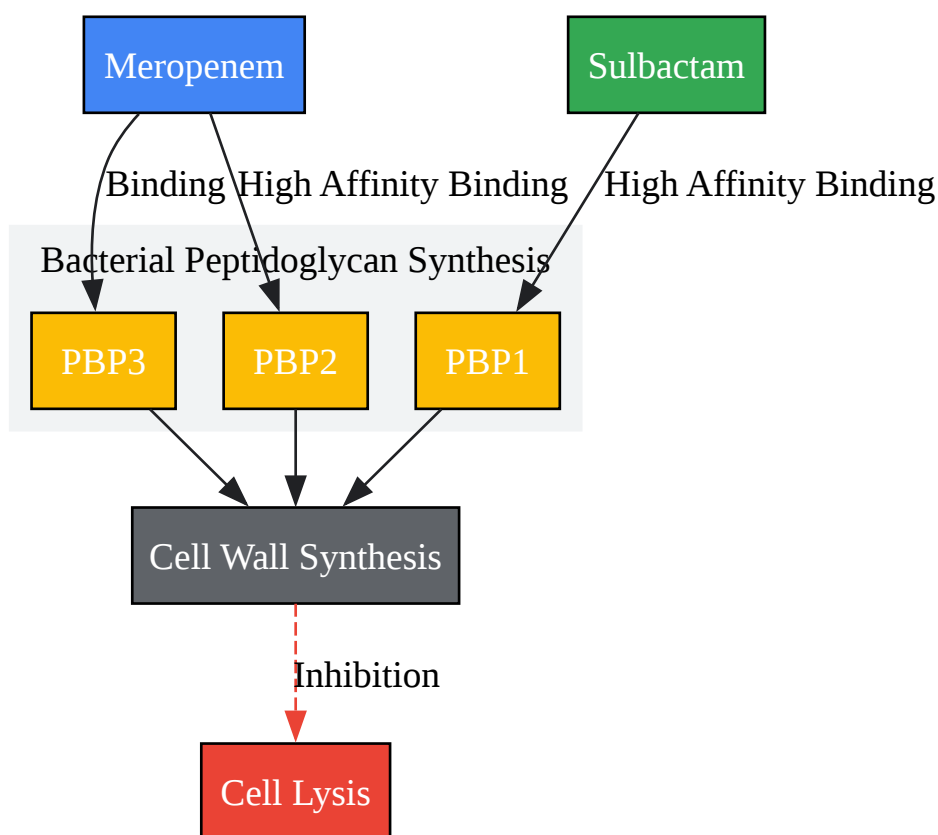 Meropenem
Sulbactam
Binding
High Affinity Binding
High Affinity Binding
Bacterial Peptidoglycan Synthesis
PBP3
PBP2
PBP1
Cell Wall Synthesis
Inhibition
Cell Lysis